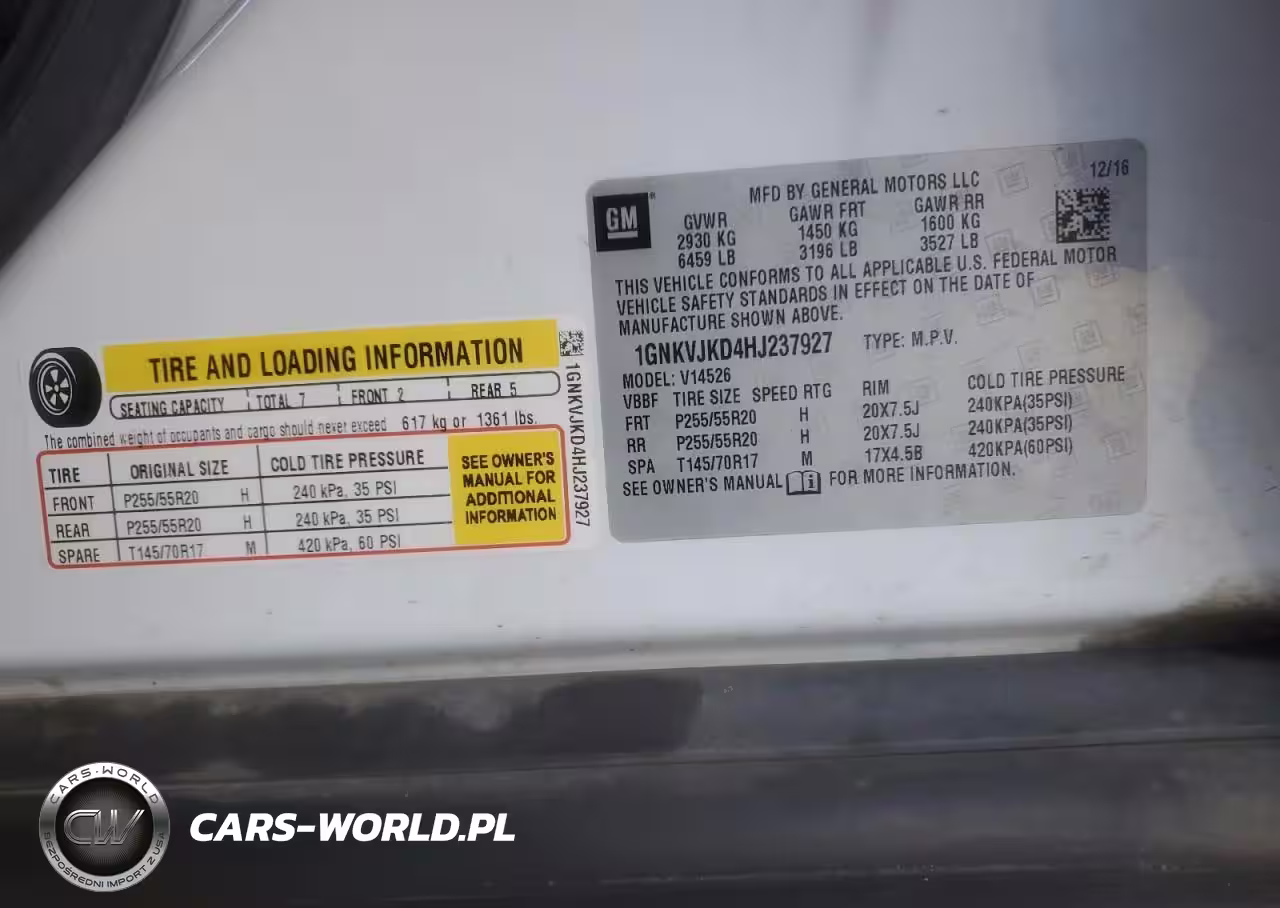 GM
MFD BY GENERAL MOTORS LLC
12/16
GVWR GAWR FRT GAWR RR
2930 KG 1450 KG 1600 KG
6459 LB 3196 LB 3527 LB
THIS VEHICLE CONFORMS TO ALL APPLICABLE U.S. FEDERAL MOTOR
VEHICLE SAFETY STANDARDS IN EFFECT ON THE DATE OF
MANUFACTURE SHOWN ABOVE.
1GNKVJKD4HJ237927 TYPE: M.P.V.
MODEL: V14526
VBBF TIRE SIZE SPEED RTG RIM COLD TIRE PRESSURE
FRT P255/55R20 H 20X7.5J 240KPA(35PSI)
RR P255/55R20 H 20X7.5J 240KPA(35PSI)
SPA T145/70R17 M 17X4.5B 420KPA(60PSI)
SEE OWNER'S MANUAL FOR MORE INFORMATION.
TIRE AND LOADING INFORMATION
SEATING CAPACITY TOTAL 7 FRONT 2 REAR 5
The combined weight of occupants and cargo should never exceed 617 kg or 1361 lbs.
TIRE ORIGINAL SIZE COLD TIRE PRESSURE
FRONT P255/55R20 H 240 kPa, 35 PSI
REAR P255/55R20 H 240 kPa, 35 PSI
SPARE T145/70R17 M 420 kPa, 60 PSI
SEE OWNER'S
MANUAL FOR
ADDITIONAL
INFORMATION
1GNKVJKD4HJ237927
CARS-WORLD
CW
BEZPOŚREDNI IMPORT Z USA
CARS-WORLD.PL